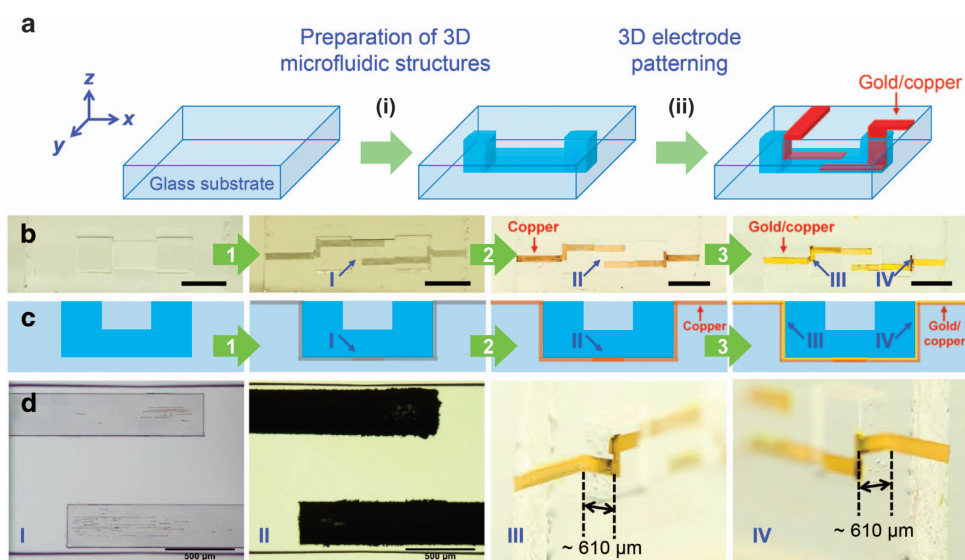 a
Preparation of 3D
microfluidic structures
3D electrode
patterning
Gold/copper
z
x
y
(i)
(ii)
Glass substrate
b
1
I
Copper
2
II
Gold/copper
3
III
IV
c
1
I
2
II
Copper
3
III
IV
Gold/
copper
d
I
500 µm
II
500 µm
III
~ 610 µm
IV
~ 610 µm